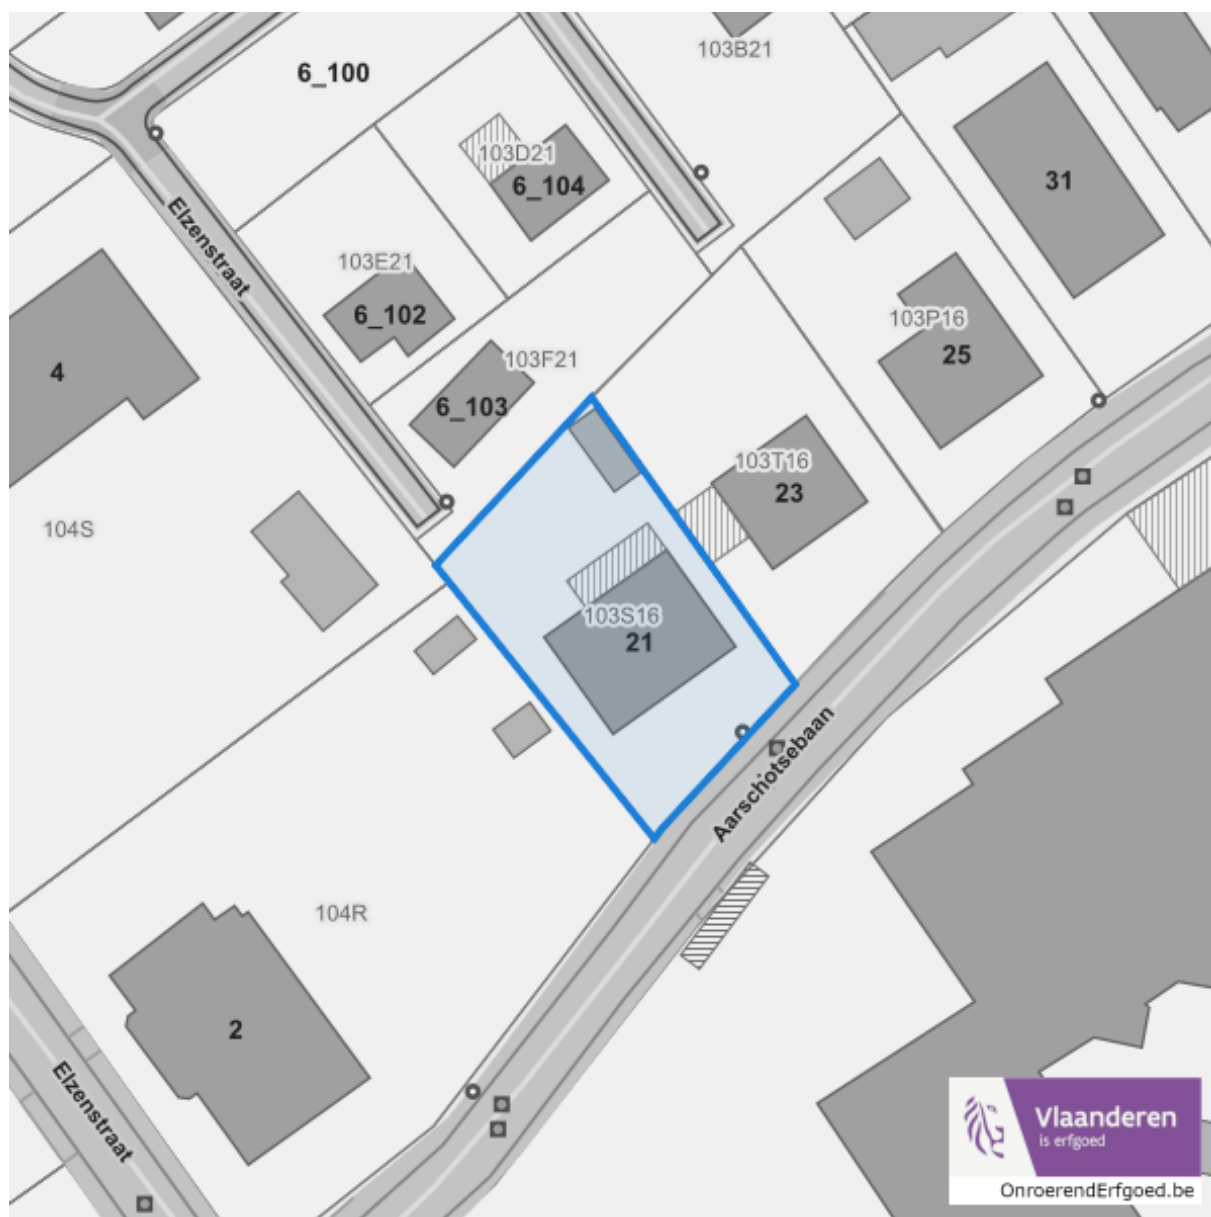 103B21
6_100
103D21
6_104
31
Elzenstraat
103E21
6_102
103P16
25
4
103F21
6_103
103T16
23
104S
103S16
21
Aarschotsebaan
104R
2
Elzenstraat
Vlaanderen
is erfgoed
OnroerendErfgoed.be